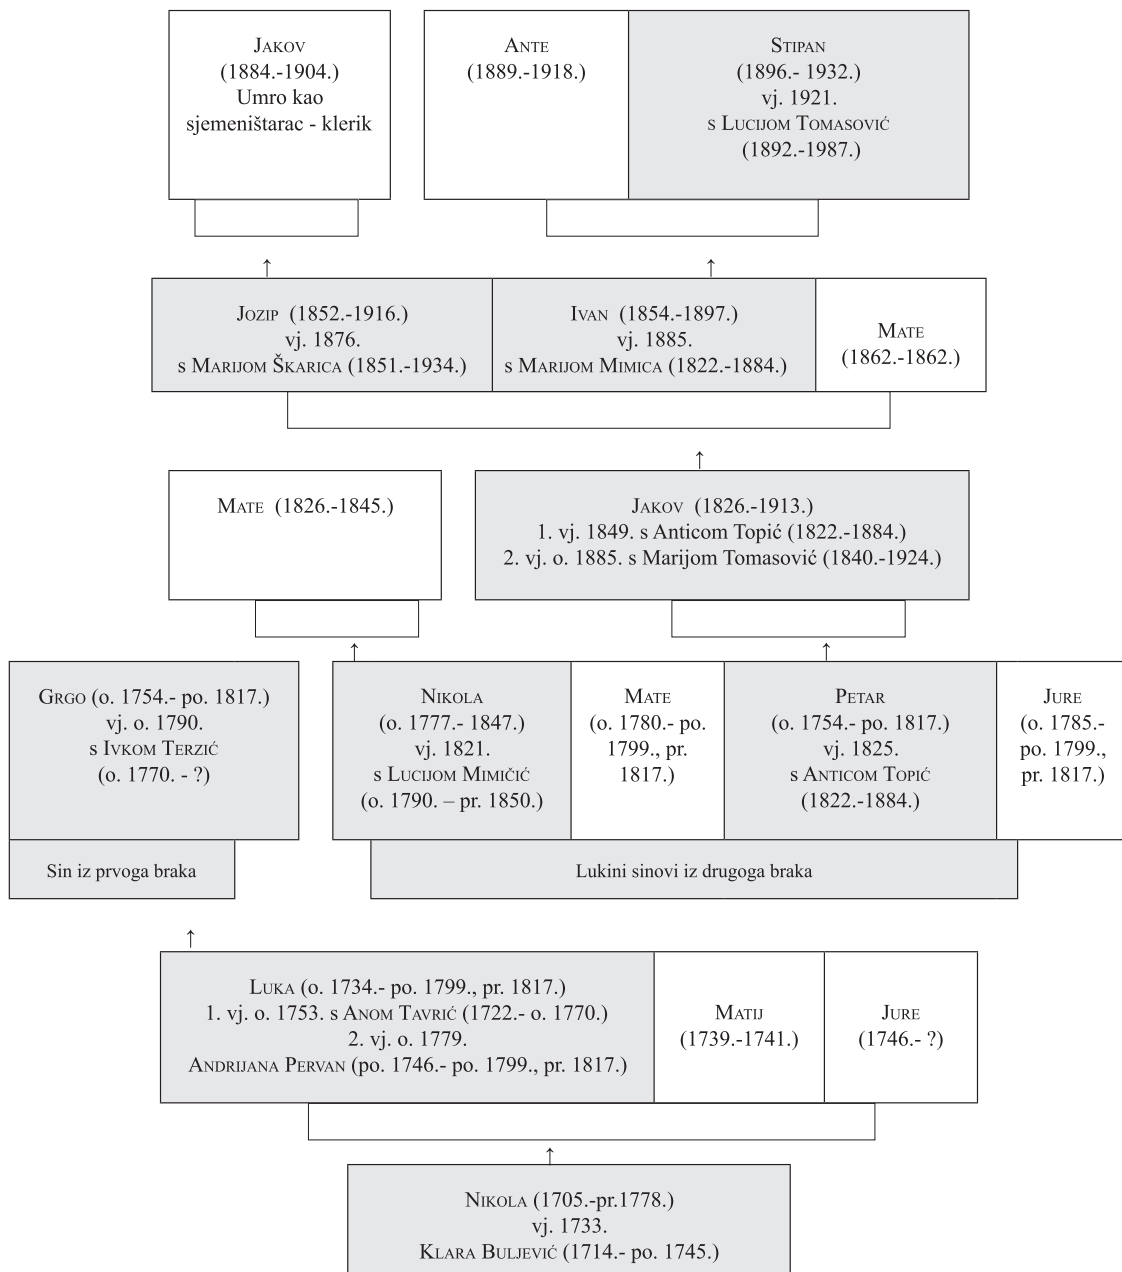 Jakov
(1884.-1904.)
Umro kao
sjemeništarac - klerik
Ante
(1889.-1918.)
Stipan
(1896.- 1932.)
vj. 1921.
s Lucijom Tomasović
(1892.-1987.)
↑
↑
Jozip (1852.-1916.)
vj. 1876.
s Marijom Škarica (1851.-1934.)
Ivan (1854.-1897.)
vj. 1885.
s Marijom Mimica (1822.-1884.)
Mate
(1862.-1862.)
↑
Mate (1826.-1845.)
Jakov (1826.-1913.)
1. vj. 1849. s Anticom Topić (1822.-1884.)
2. vj. o. 1885. s Marijom Tomasović (1840.-1924.)
↑
↑
Grgo (o. 1754.- po. 1817.)
vj. o. 1790.
s Ivkom Terzić
(o. 1770. - ?)
Nikola
(o. 1777.- 1847.)
vj. 1821.
s Lucijom Mimičić
(o. 1790. – pr. 1850.)
Mate
(o. 1780.- po.
1799., pr.
1817.)
Petar
(o. 1754.- po. 1817.)
vj. 1825.
s Anticom Topić
(1822.-1884.)
Jure
(o. 1785.-
po. 1799.,
pr. 1817.)
Sin iz prvoga braka
Lukini sinovi iz drugoga braka
↑
Luka (o. 1734.- po. 1799., pr. 1817.)
1. vj. o. 1753. s Anom Tavrić (1722.- o. 1770.)
2. vj. o. 1779.
Andrijana Pervan (po. 1746.- po. 1799., pr. 1817.)
Matij
(1739.-1741.)
Jure
(1746.- ?)
↑
Nikola (1705.-pr.1778.)
vj. 1733.
Klara Buljević (1714.- po. 1745.)